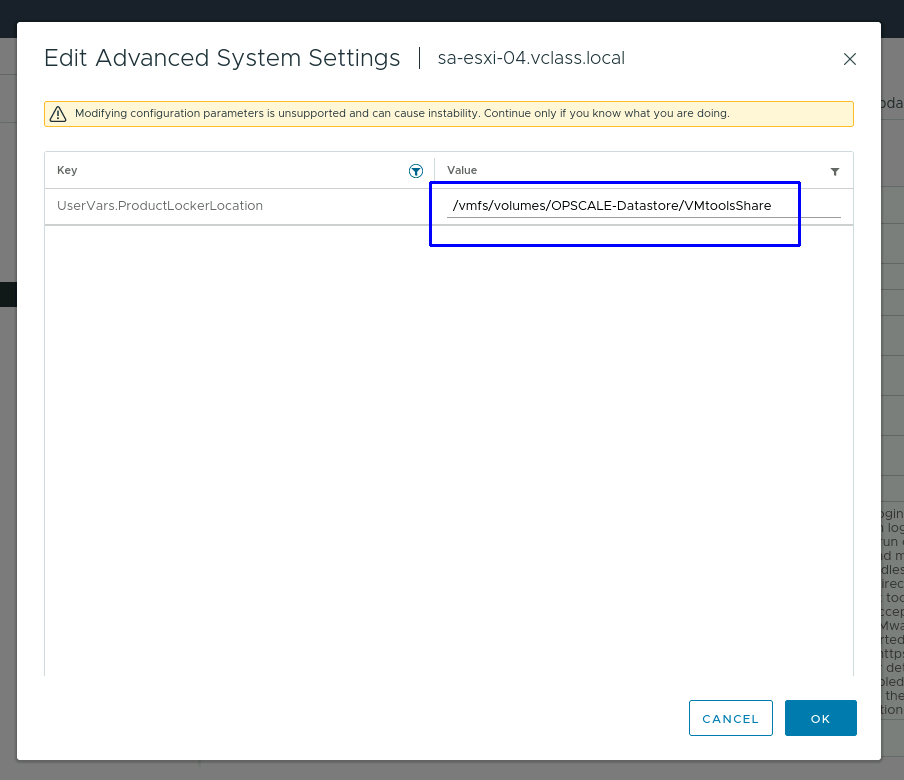 Edit Advanced System Settings | sa-esxi-04.vclass.local
Modifying configuration parameters is unsupported and can cause instability. Continue only if you know what you are doing.
Key Value
UserVars.ProductLockerLocation /vmfs/volumes/OPSCALE-Datastore/VMtoolsShare
CANCEL OK